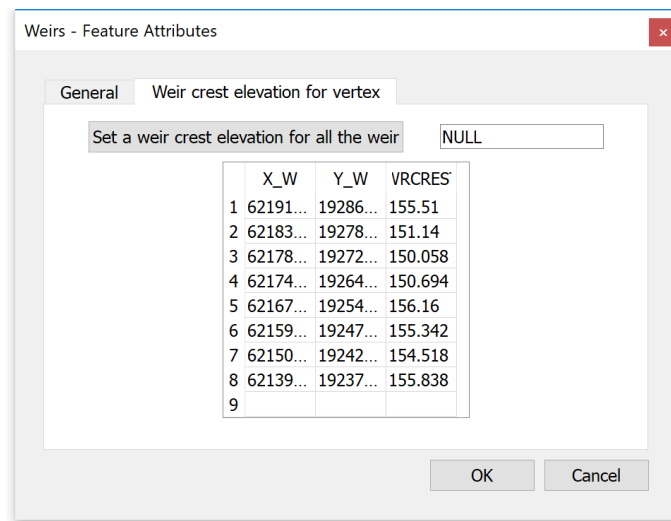 Weirs - Feature Attributes ×
General Weir crest elevation for vertex
Set a weir crest elevation for all the weir NULL
X_W Y_W WRCREST
1 62191... 19286... 155.51
2 62183... 19278... 151.14
3 62178... 19272... 150.058
4 62174... 19264... 150.694
5 62167... 19254... 156.16
6 62159... 19247... 155.342
7 62150... 19242... 154.518
8 62139... 19237... 155.838
9
OK Cancel